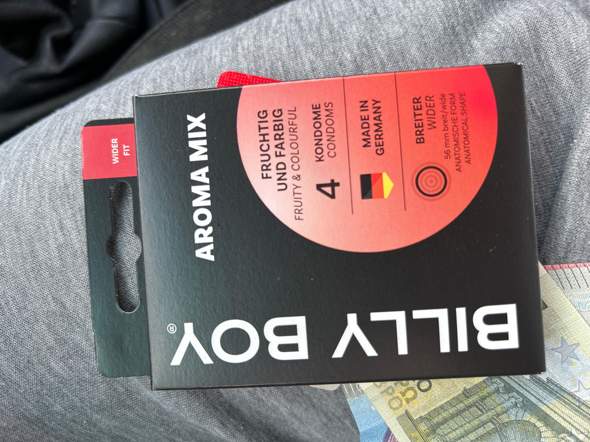 WIDER
FIT
AROMA MIX
FRUCHTIG
UND FARBIG
FRUITY & COLOURFUL
4 KONDOME
CONDOMS
MADE IN
GERMANY
BREITER
WIDER
56 mm breit / wide
ANATOMISCHE FORM
ANATOMICAL SHAPE
BILLY BOY®